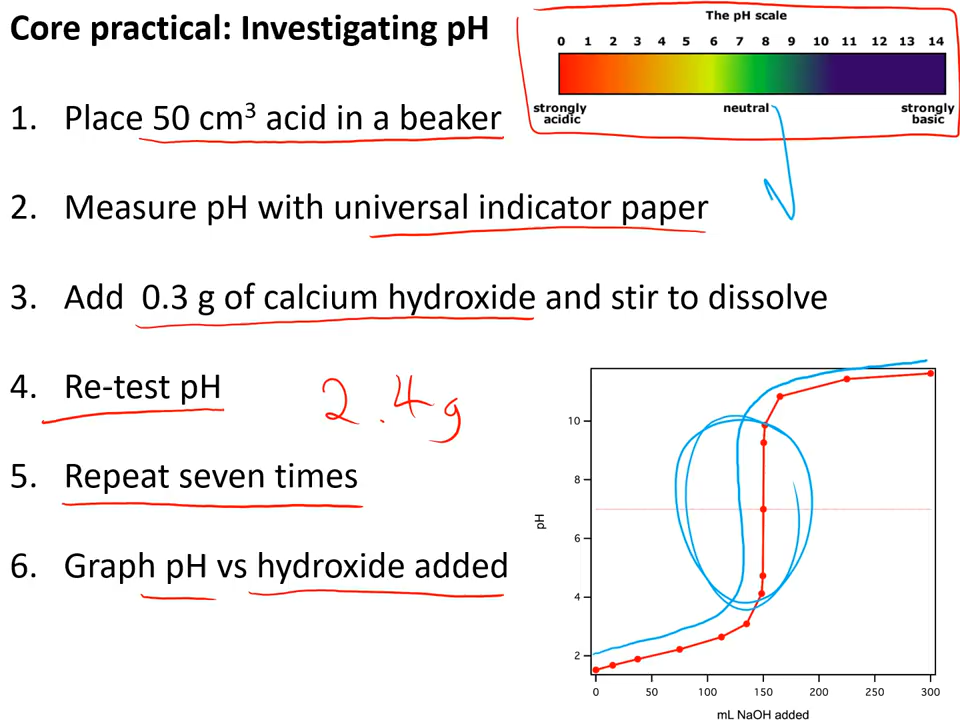 Core practical: Investigating pH
The pH scale
0 1 2 3 4 5 6 7 8 9 10 11 12 13 14
strongly acidic
neutral
strongly basic
1. Place 50 cm³ acid in a beaker
2. Measure pH with universal indicator paper
3. Add 0.3 g of calcium hydroxide and stir to dissolve
4. Re-test pH
2.4g
5. Repeat seven times
6. Graph pH vs hydroxide added
pH
10
8
6
4
2
0 50 100 150 200 250 300
mL NaOH added